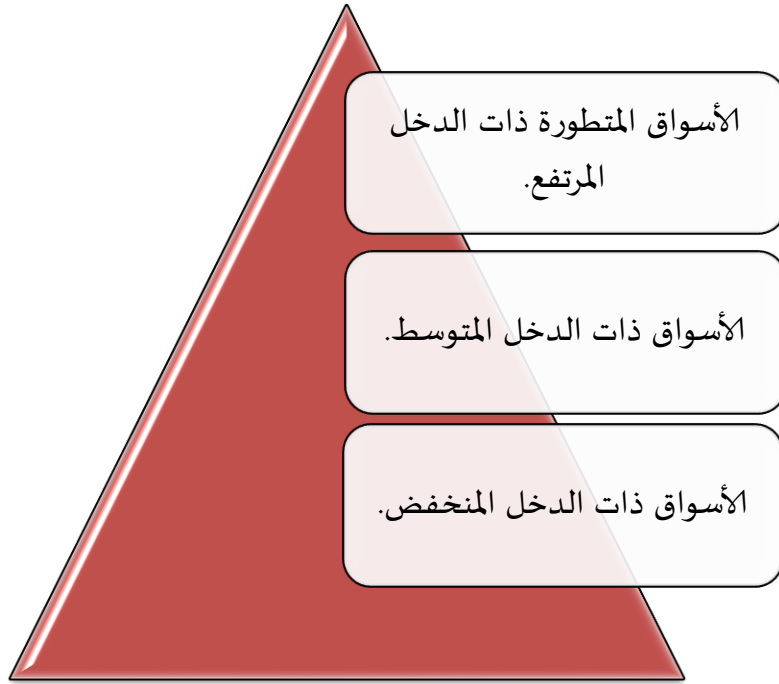 الأسواق المتطورة ذات الدخل
المرتفع.
الأسواق ذات الدخل المتوسط.
الأسواق ذات الدخل المنخفض.